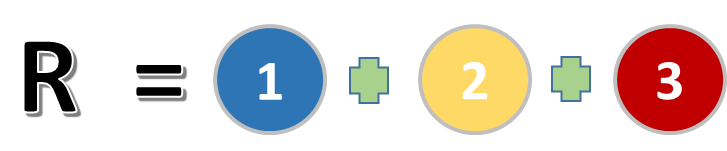 R = 1 + 2 + 3